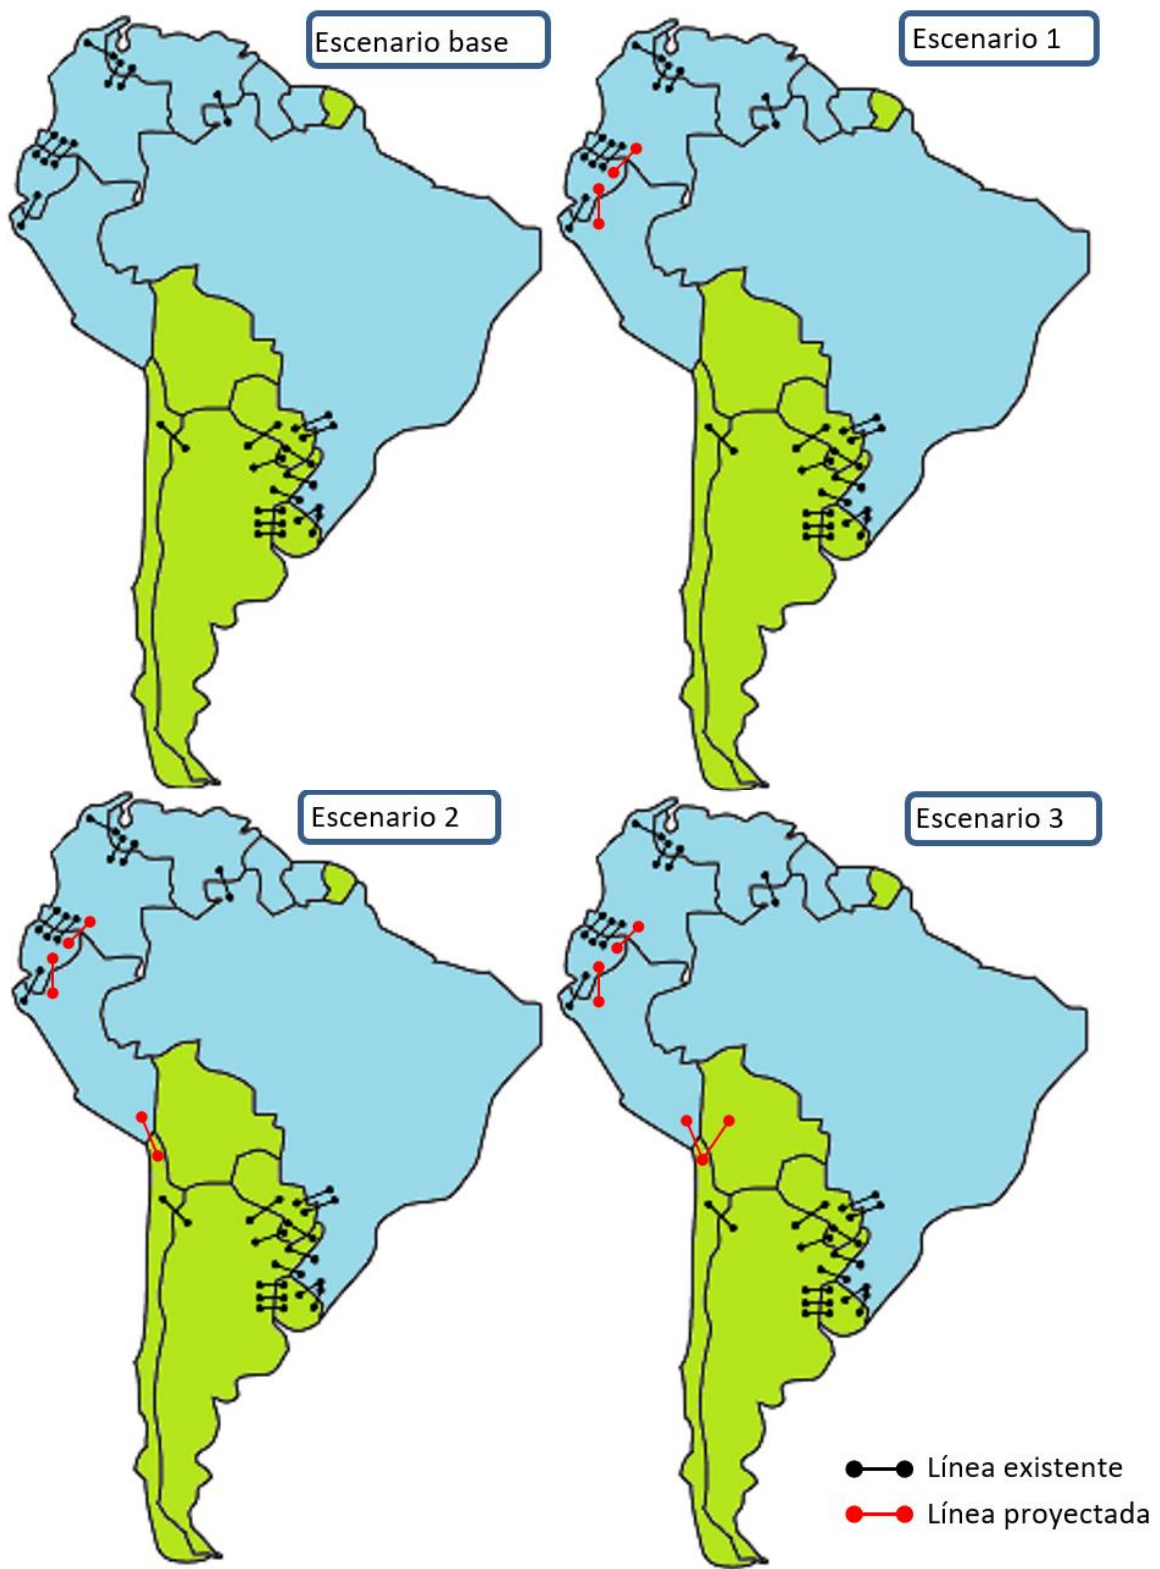 Escenario base
Escenario 1
Escenario 2
Escenario 3
Línea existente
Línea proyectada